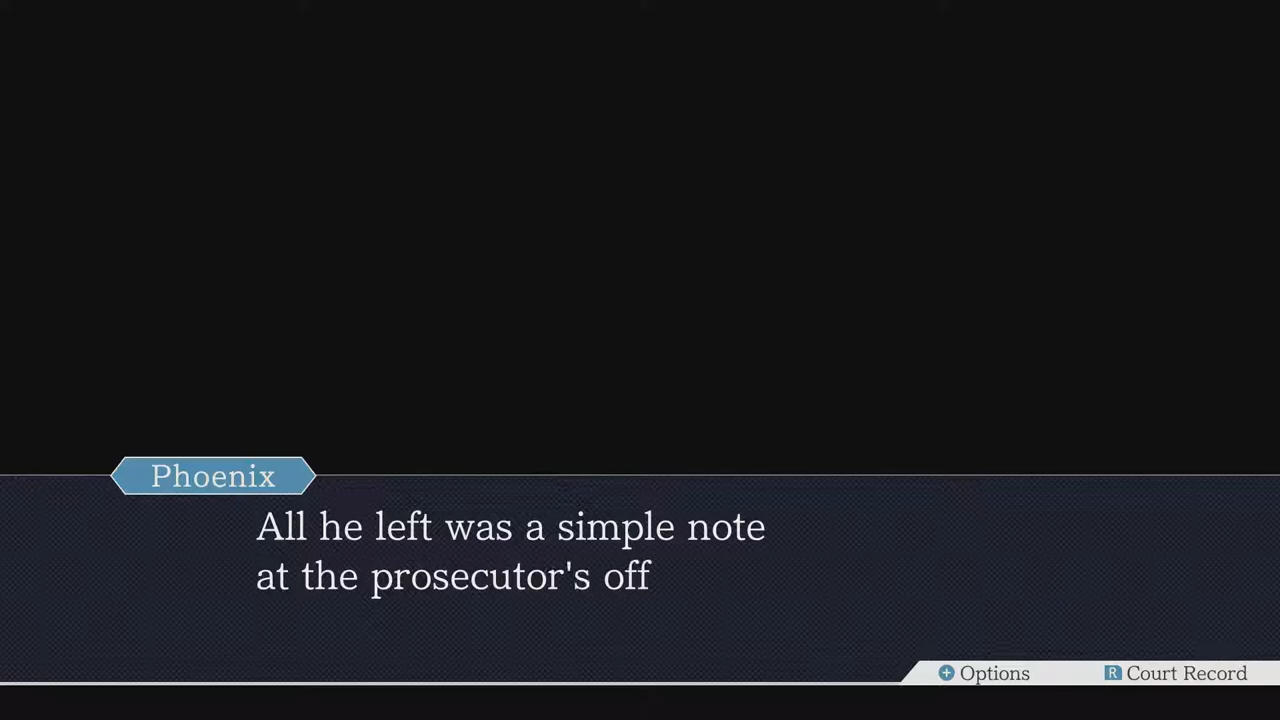 Phoenix
All he left was a simple note
at the prosecutor's off
+ Options R Court Record